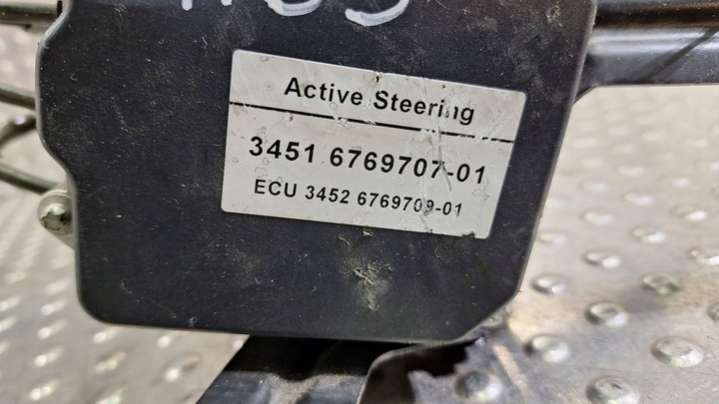 Active Steering
3451 6769707-01
ECU 3452 6769709-01